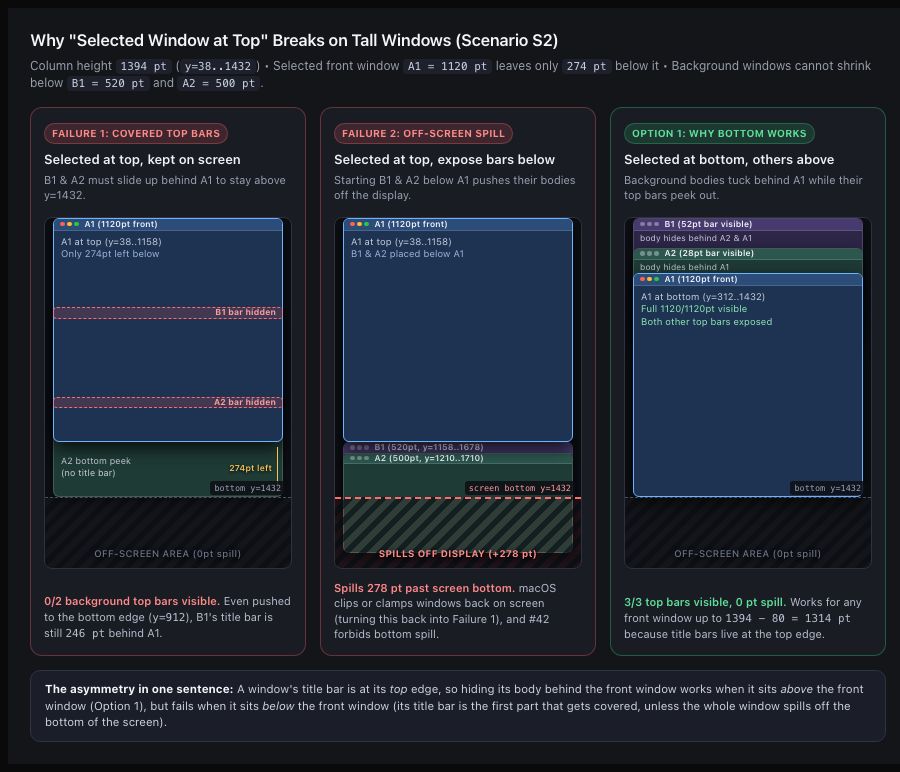 Why "Selected Window at Top" Breaks on Tall Windows (Scenario S2)
Column height 1394 pt ( y=38..1432 ) • Selected front window A1 = 1120 pt leaves only 274 pt below it • Background windows cannot shrink
below B1 = 520 pt and A2 = 500 pt.
FAILURE 1: COVERED TOP BARS
Selected at top, kept on screen
B1 & A2 must slide up behind A1 to stay above
y=1432.
A1 (1120pt front)
A1 at top (y=38..1158)
Only 274pt left below
B1 bar hidden
A2 bar hidden
A2 bottom peek
(no title bar)
274pt left
bottom y=1432
OFF-SCREEN AREA (0pt spill)
0/2 background top bars visible. Even pushed
to the bottom edge (y=912), B1's title bar is
still 246 pt behind A1.
FAILURE 2: OFF-SCREEN SPILL
Selected at top, expose bars below
Starting B1 & A2 below A1 pushes their bodies
off the display.
A1 (1120pt front)
A1 at top (y=38..1158)
B1 & A2 placed below A1
B1 (520pt, y=1158..1678)
A2 (500pt, y=1210..1710)
screen bottom y=1432
SPILLS OFF DISPLAY (+278 pt)
Spills 278 pt past screen bottom. macOS
clips or clamps windows back on screen
(turning this back into Failure 1), and #42
forbids bottom spill.
OPTION 1: WHY BOTTOM WORKS
Selected at bottom, others above
Background bodies tuck behind A1 while their
top bars peek out.
B1 (52pt bar visible)
body hides behind A2 & A1
A2 (28pt bar visible)
body hides behind A1
A1 (1120pt front)
A1 at bottom (y=312..1432)
Full 1120/1120pt visible
Both other top bars exposed
bottom y=1432
OFF-SCREEN AREA (0pt spill)
3/3 top bars visible, 0 pt spill. Works for any
front window up to 1394 − 80 = 1314 pt
because title bars live at the top edge.
The asymmetry in one sentence: A window's title bar is at its top edge, so hiding its body behind the front window works when it sits above the front
window (Option 1), but fails when it sits below the front window (its title bar is the first part that gets covered, unless the whole window spills off the
bottom of the screen).